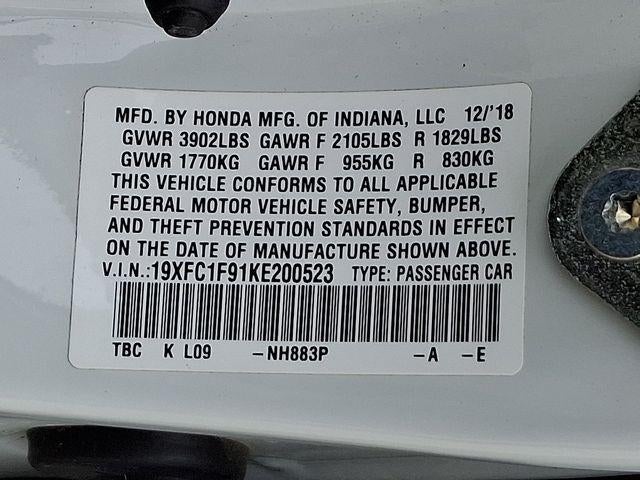 MFD. BY HONDA MFG. OF INDIANA, LLC 12/'18
GVWR 3902LBS GAWR F 2105LBS R 1829LBS
GVWR 1770KG GAWR F 955KG R 830KG
THIS VEHICLE CONFORMS TO ALL APPLICABLE
FEDERAL MOTOR VEHICLE SAFETY, BUMPER,
AND THEFT PREVENTION STANDARDS IN EFFECT
ON THE DATE OF MANUFACTURE SHOWN ABOVE.
V.I.N.:19XFC1F91KE200523 TYPE: PASSENGER CAR
TBC K L09 -NH883P -A -E